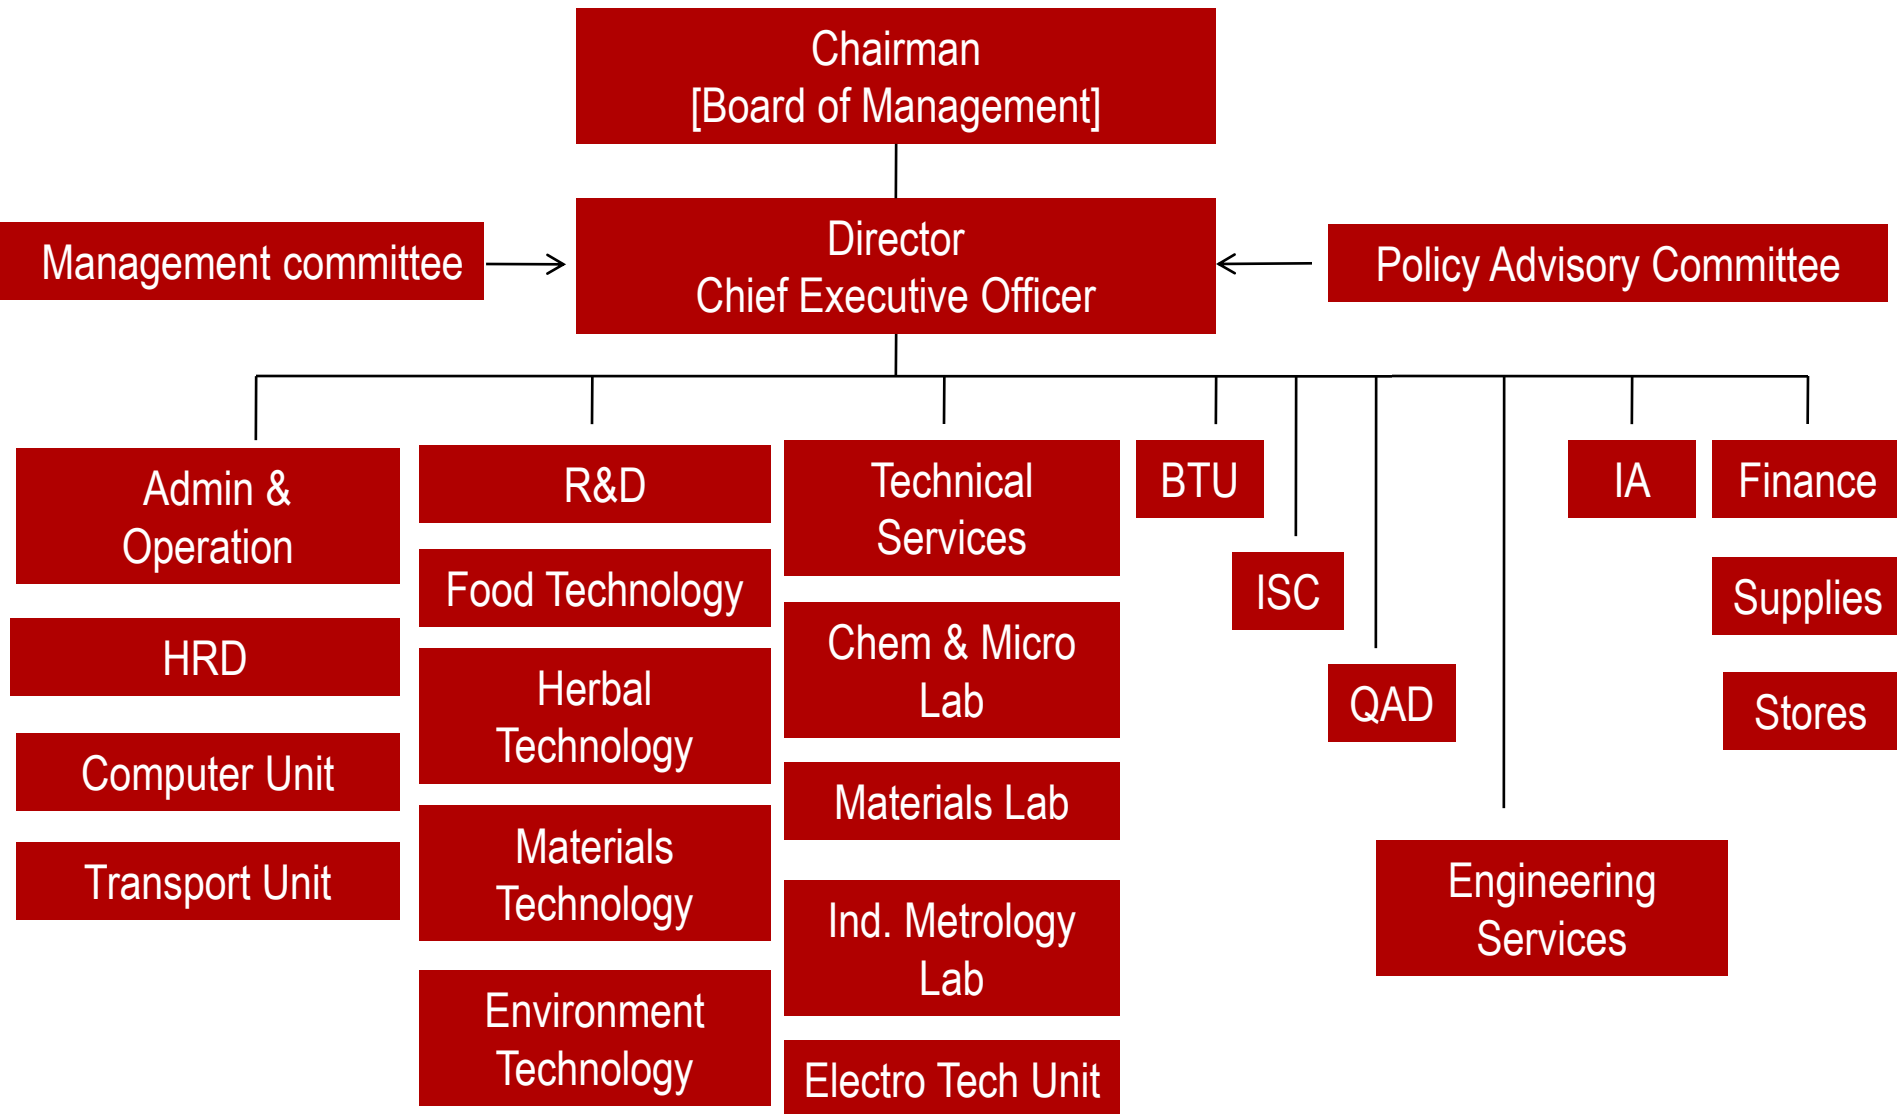 Chairman
[Board of Management]
Management committee
Director
Chief Executive Officer
Policy Advisory Committee
Admin &
Operation
HRD
Computer Unit
Transport Unit
R&D
Food Technology
Herbal
Technology
Materials
Technology
Environment
Technology
Technical
Services
Chem & Micro
Lab
Materials Lab
Ind. Metrology
Lab
Electro Tech Unit
BTU
ISC
QAD
Engineering
Services
IA
Finance
Supplies
Stores